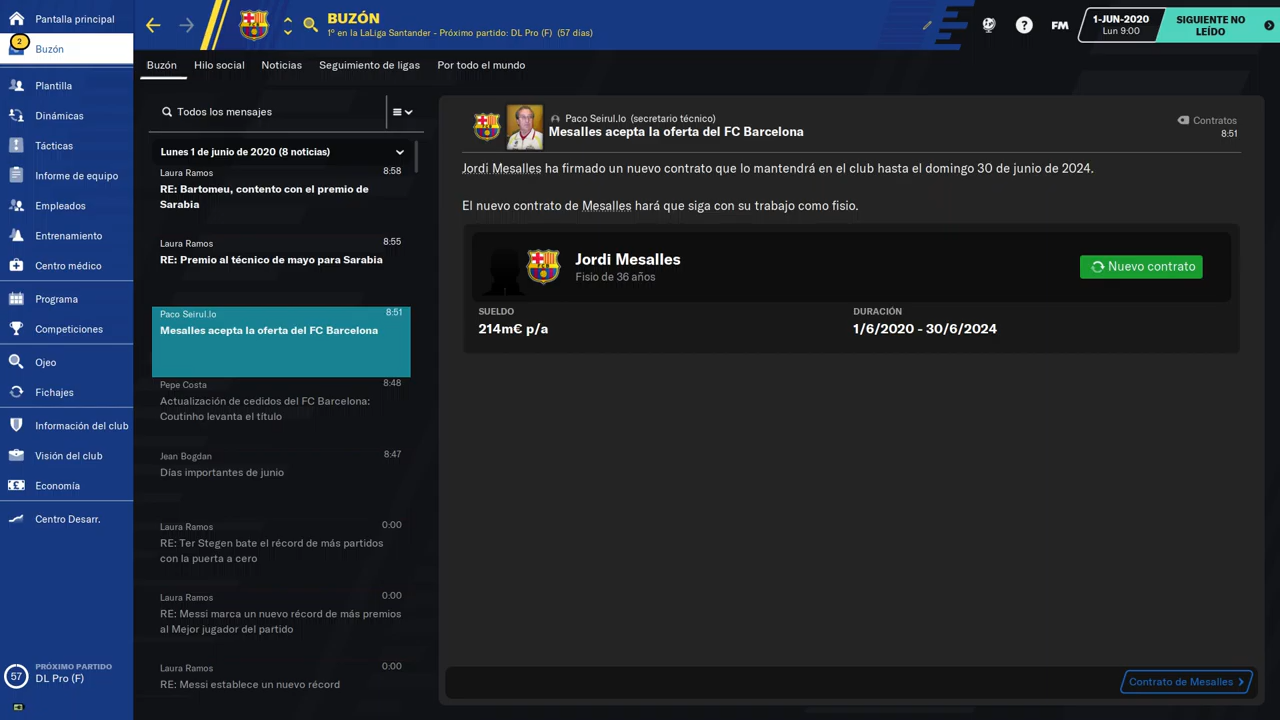 Pantalla principal
2
Buzón
Plantilla
Dinámicas
Tácticas
Informe de equipo
Empleados
Entrenamiento
Centro médico
Programa
Competiciones
Ojeo
Fichajes
Información del club
Visión del club
Economía
Centro Desarr.
57
PRÓXIMO PARTIDO
DL Pro (F)
BUZÓN
1º en la LaLiga Santander - Próximo partido: DL Pro (F) (57 días)
?
FM
1-JUN-2020
Lun 9:00
SIGUIENTE NO
LEÍDO
Buzón
Hilo social
Noticias
Seguimiento de ligas
Por todo el mundo
Todos los mensajes
Lunes 1 de junio de 2020 (8 noticias)
Laura Ramos 8:58
RE: Bartomeu, contento con el premio de
Sarabia
Laura Ramos 8:55
RE: Premio al técnico de mayo para Sarabia
Paco Seirul.lo 8:51
Mesalles acepta la oferta del FC Barcelona
Pepe Costa 8:48
Actualización de cedidos del FC Barcelona:
Coutinho levanta el título
Jean Bogdan 8:47
Días importantes de junio
Laura Ramos 0:00
RE: Ter Stegen bate el récord de más partidos
con la puerta a cero
Laura Ramos 0:00
RE: Messi marca un nuevo récord de más premios
al Mejor jugador del partido
Laura Ramos 0:00
RE: Messi establece un nuevo récord
Paco Seirul.lo (secretario técnico)
Mesalles acepta la oferta del FC Barcelona
Contratos
8:51
Jordi Mesalles ha firmado un nuevo contrato que lo mantendrá en el club hasta el domingo 30 de junio de 2024.
El nuevo contrato de Mesalles hará que siga con su trabajo como fisio.
Jordi Mesalles
Fisio de 36 años
Nuevo contrato
SUELDO
214m€ p/a
DURACIÓN
1/6/2020 - 30/6/2024
Contrato de Mesalles